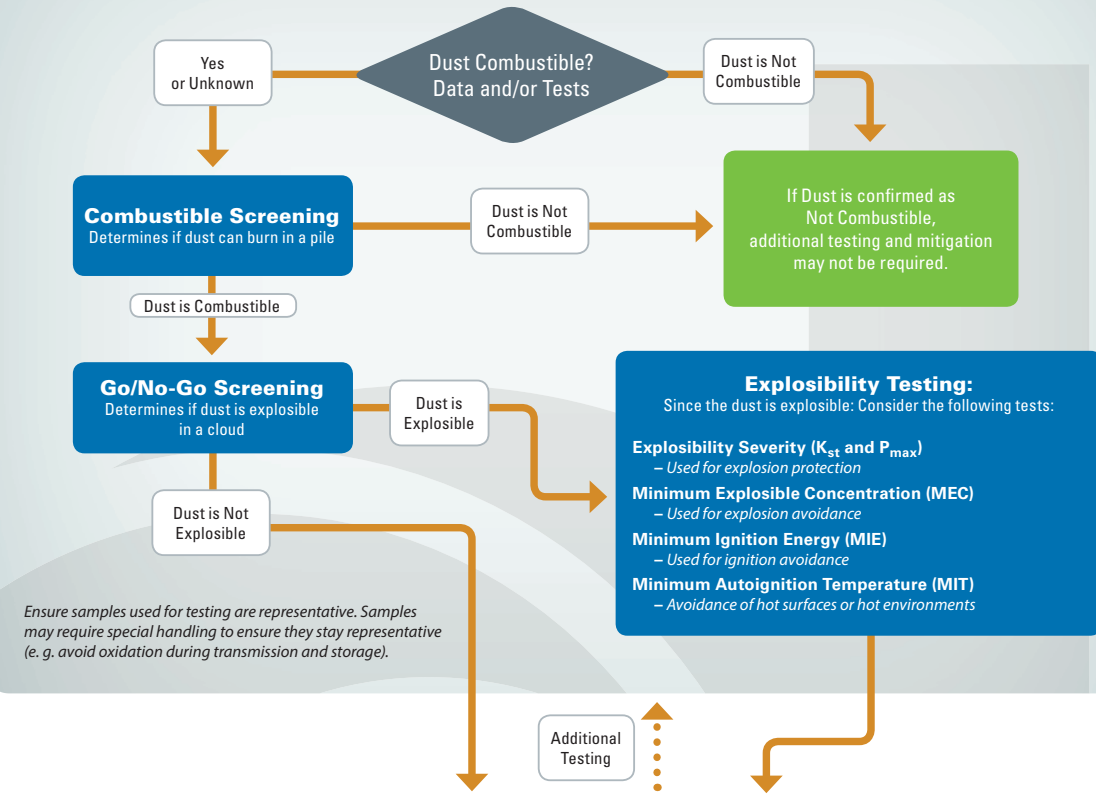 Dust Combustible?
Data and/or Tests
Yes
or Unknown
Dust is Not
Combustible
Combustible Screening
Determines if dust can burn in a pile
Dust is Not
Combustible
If Dust is confirmed as
Not Combustible,
additional testing and mitigation
may not be required.
Dust is Combustible
Go/No-Go Screening
Determines if dust is explosible
in a cloud
Dust is
Explosible
Explosibility Testing:
Since the dust is explosible: Consider the following tests:
Explosibility Severity (Kst and Pmax)
– Used for explosion protection
Minimum Explosible Concentration (MEC)
– Used for explosion avoidance
Minimum Ignition Energy (MIE)
– Used for ignition avoidance
Minimum Autoignition Temperature (MIT)
– Avoidance of hot surfaces or hot environments
Dust is Not
Explosible
Ensure samples used for testing are representative. Samples
may require special handling to ensure they stay representative
(e. g. avoid oxidation during transmission and storage).
Additional
Testing